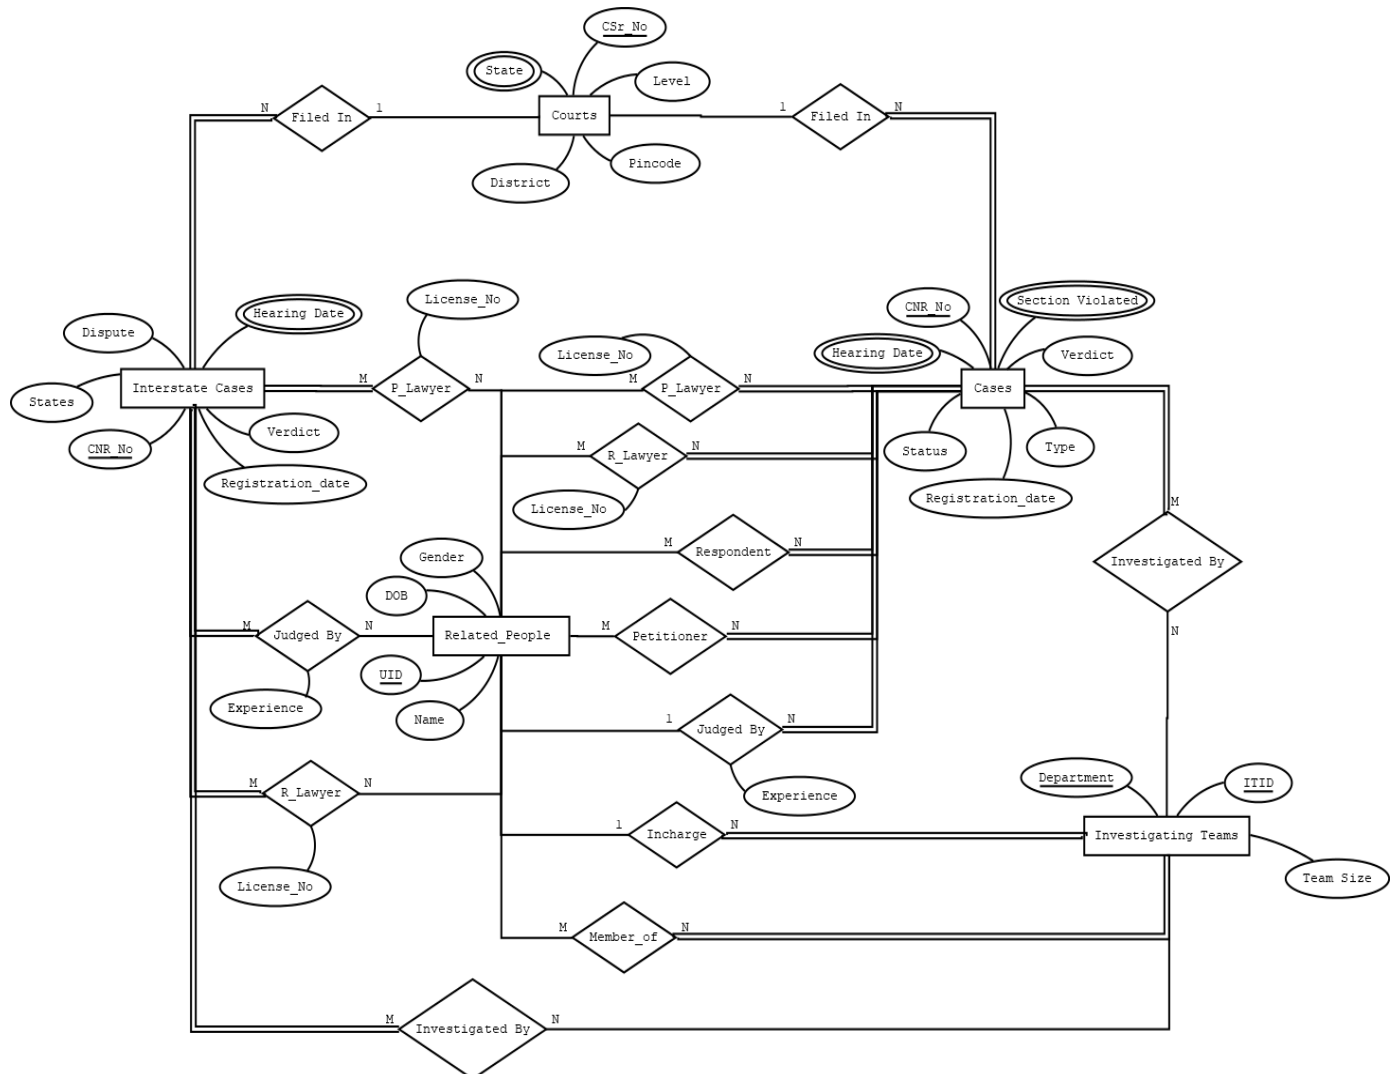 CSr_No
State
Level
N
Filed In
1
Courts
1
Filed In
N
District
Pincode
License_No
CNR_No
Section Violated
Hearing Date
Dispute
License_No
Hearing Date
Verdict
Interstate Cases
M
P_Lawyer
N
M
P_Lawyer
N
Cases
States
CNR_No
Verdict
Registration_date
M
R_Lawyer
N
License_No
Status
Type
Registration_date
M
Gender
M
Respondent
N
Investigated By
DOB
M
Judged By
N
Related_People
M
Petitioner
N
N
UID
Experience
Name
1
Judged By
N
Experience
M
R_Lawyer
N
Department
ITID
License_No
1
Incharge
N
Investigating Teams
Team Size
M
Member_of
N
M
Investigated By
N